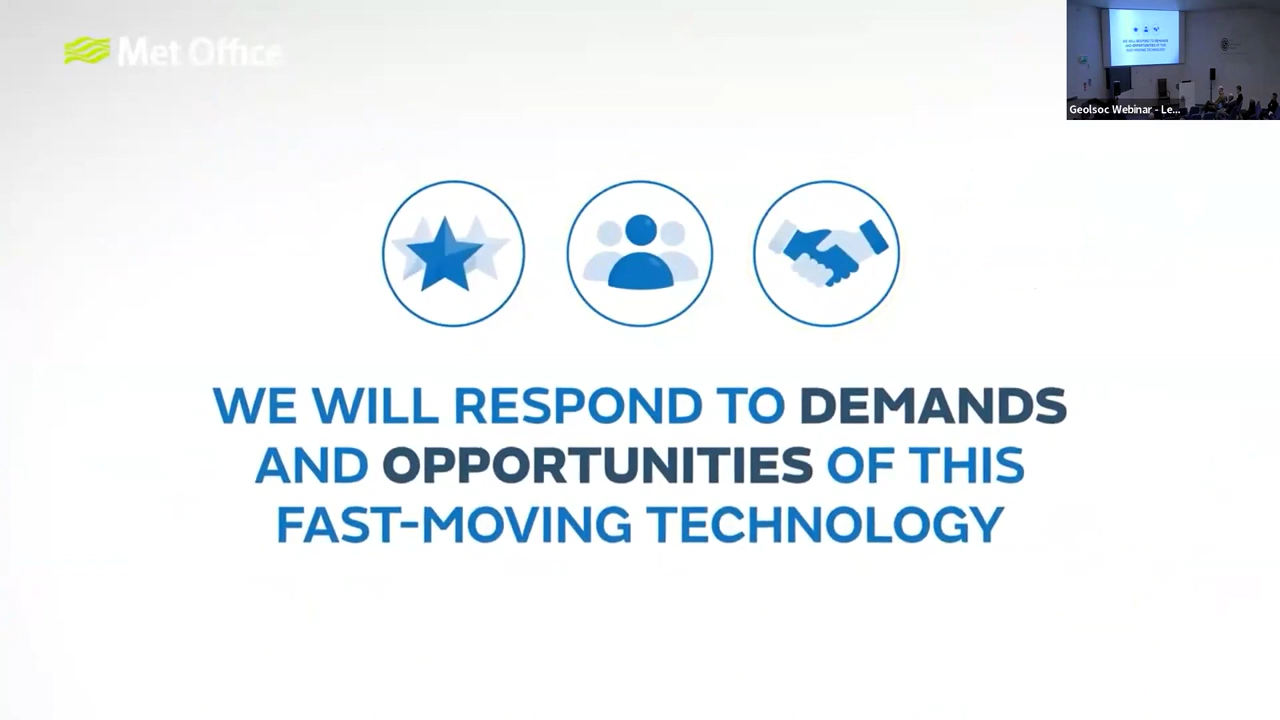 Met Office
Geolsoc Webinar - Le...
WE WILL RESPOND TO DEMANDS
AND OPPORTUNITIES OF THIS
FAST-MOVING TECHNOLOGY